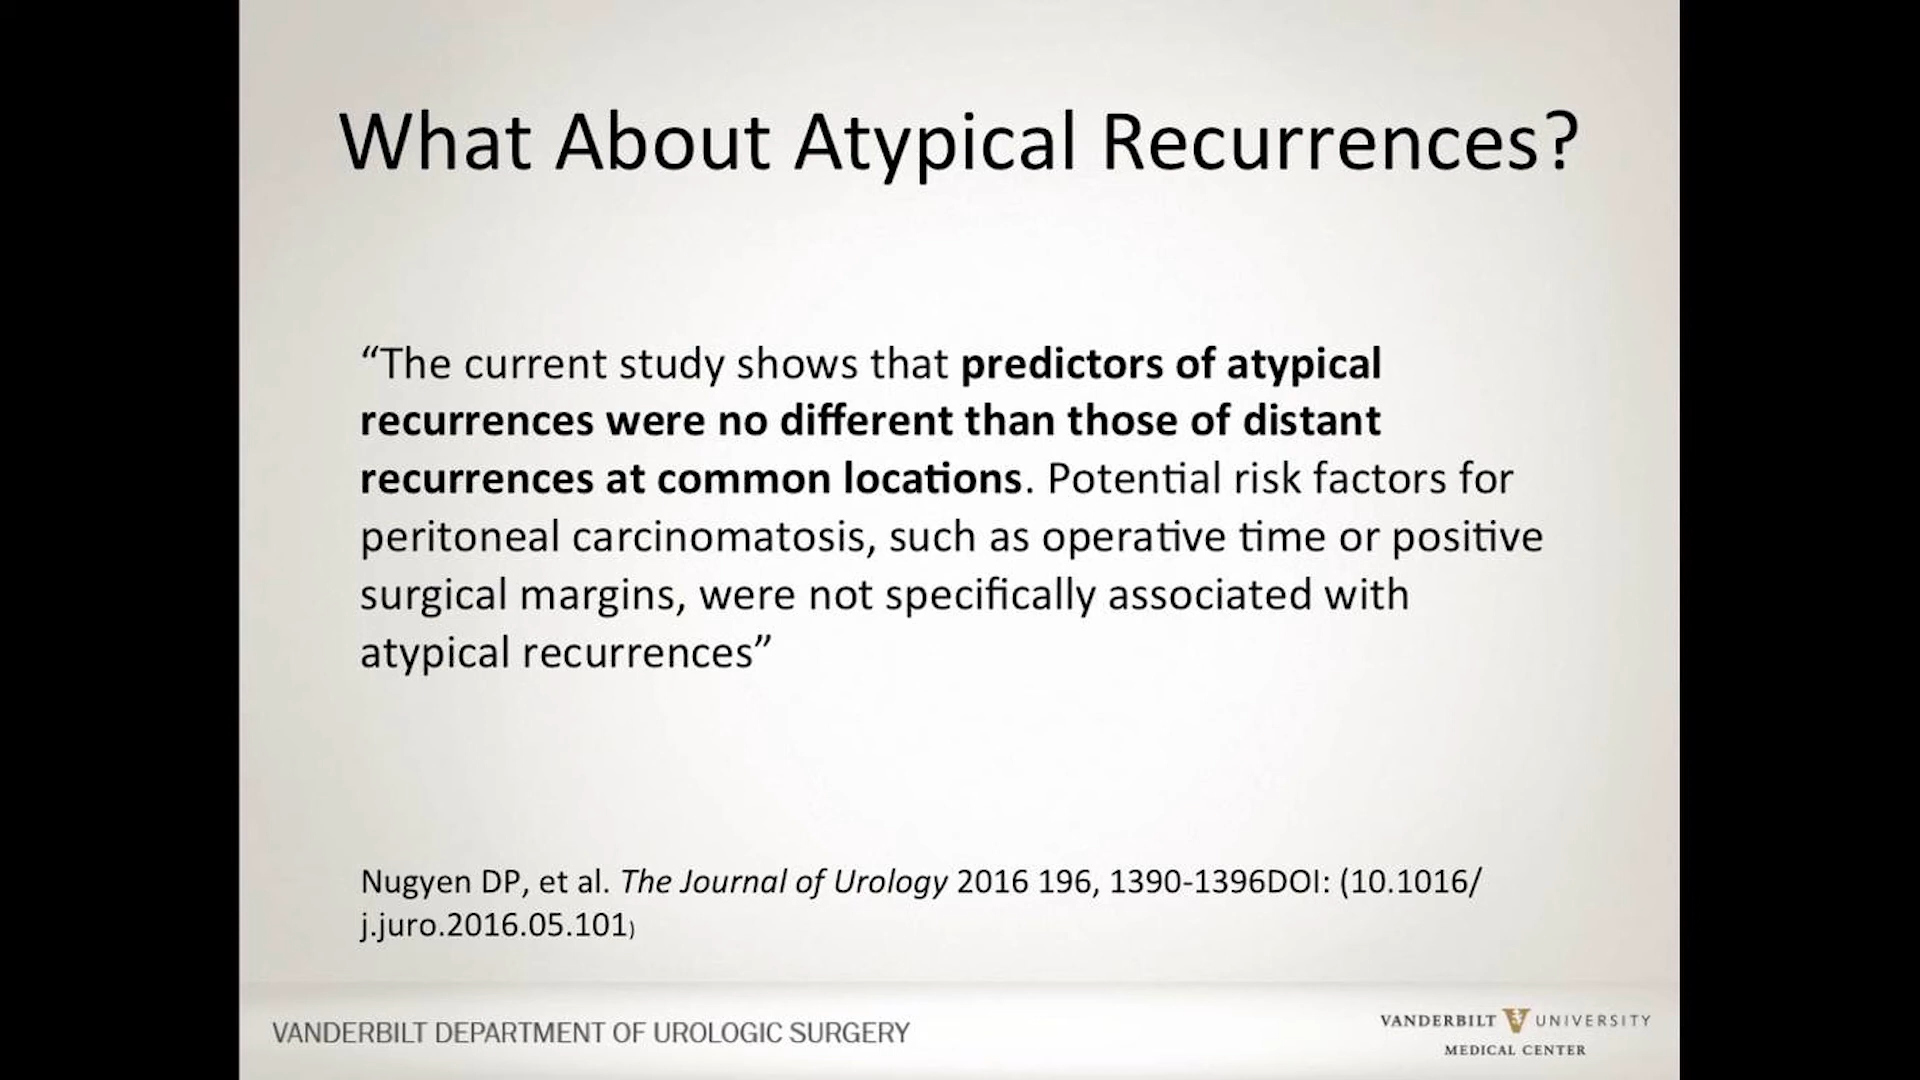 What About Atypical Recurrences?
“The current study shows that predictors of atypical
recurrences were no different than those of distant
recurrences at common locations. Potential risk factors for
peritoneal carcinomatosis, such as operative time or positive
surgical margins, were not specifically associated with
atypical recurrences”
Nugyen DP, et al. The Journal of Urology 2016 196, 1390-1396DOI: (10.1016/
j.juro.2016.05.101)
VANDERBILT DEPARTMENT OF UROLOGIC SURGERY
VANDERBILT V UNIVERSITY
MEDICAL CENTER